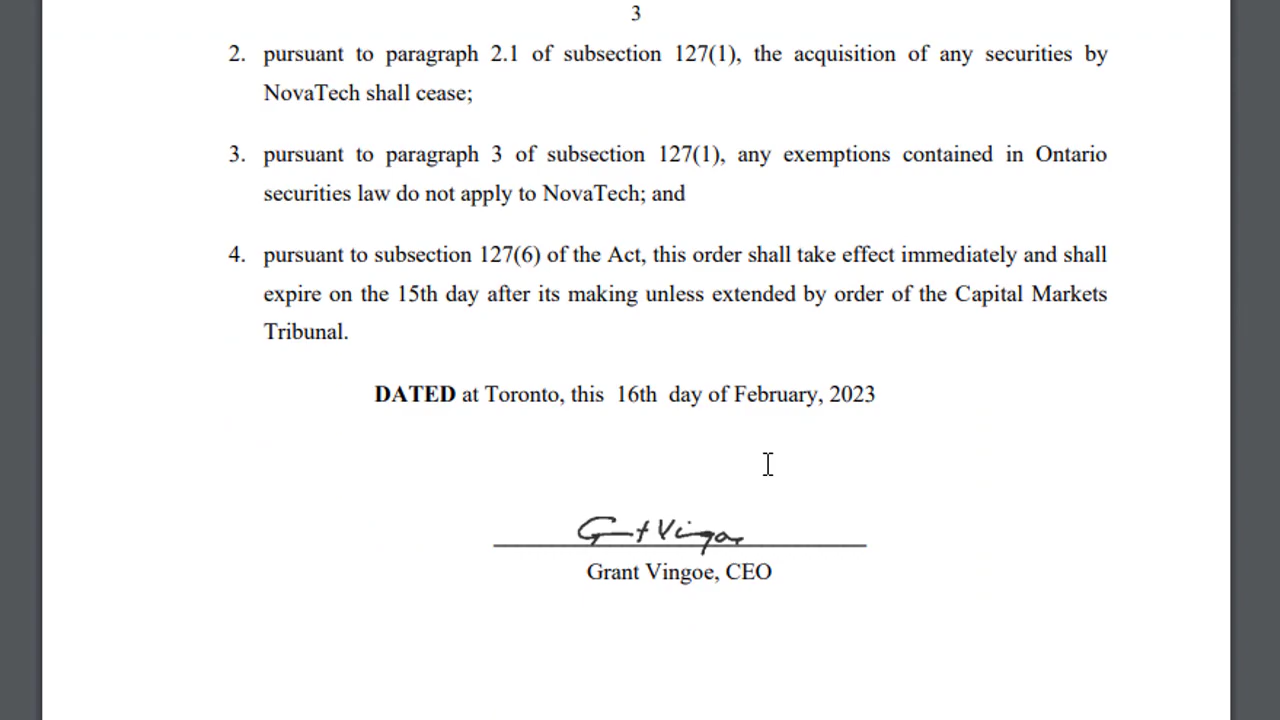 3
2. pursuant to paragraph 2.1 of subsection 127(1), the acquisition of any securities by
NovaTech shall cease;
3. pursuant to paragraph 3 of subsection 127(1), any exemptions contained in Ontario
securities law do not apply to NovaTech; and
4. pursuant to subsection 127(6) of the Act, this order shall take effect immediately and shall
expire on the 15th day after its making unless extended by order of the Capital Markets
Tribunal.
DATED at Toronto, this 16th day of February, 2023
Grant Vingoe
Grant Vingoe, CEO